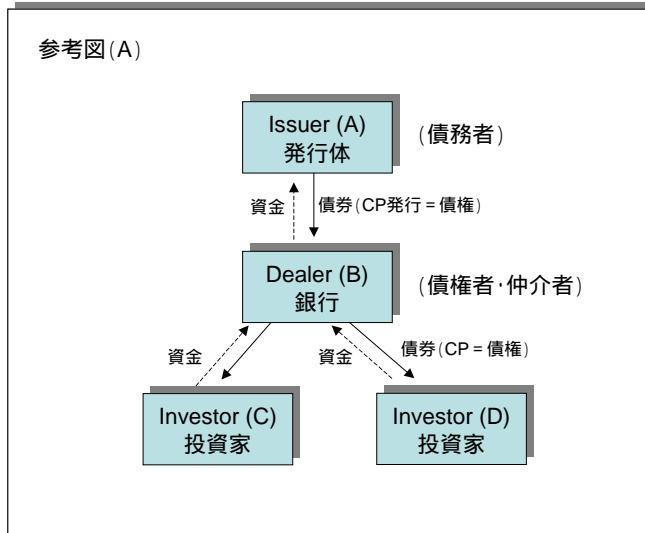 参考図(A)
Issuer (A)
発行体
(債務者)
資金
債券(CP発行=債権)
Dealer (B)
銀行
(債権者・仲介者)
資金
資金
債券(CP=債権)
Investor (C)
投資家
Investor (D)
投資家